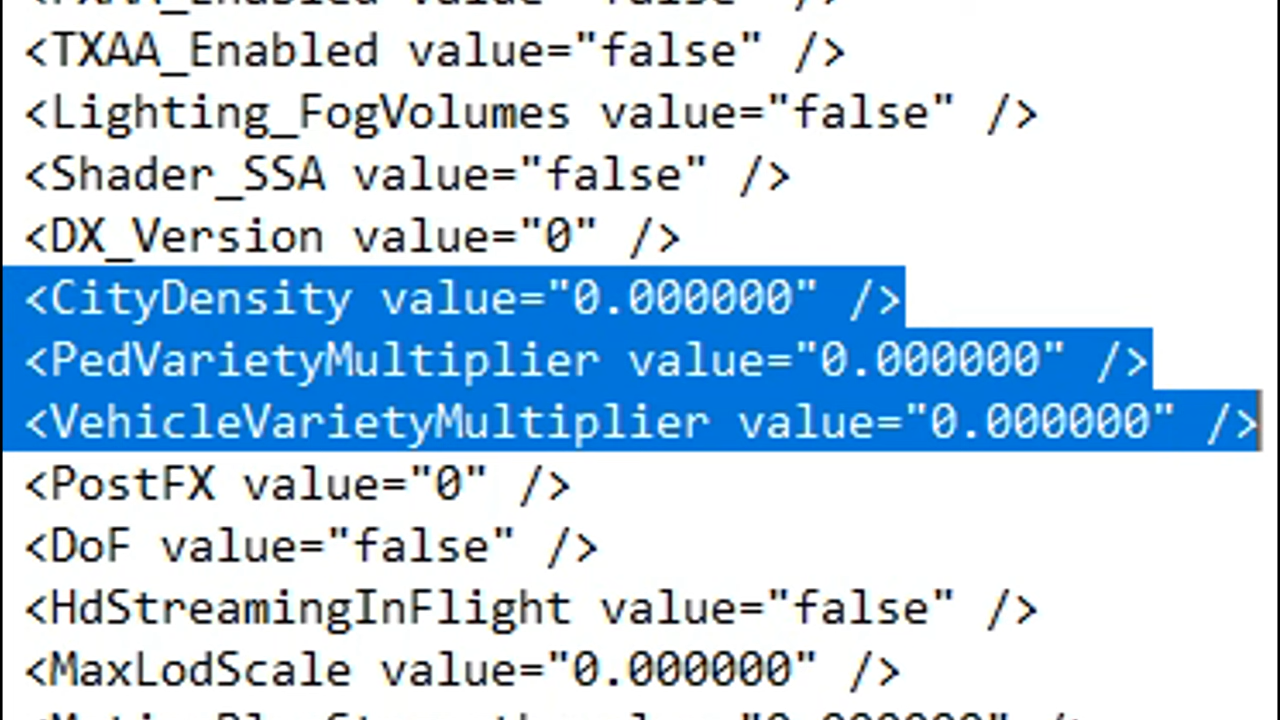 <TXAA_Enabled value="false" />
<Lighting_FogVolumes value="false" />
<Shader_SSA value="false" />
<DX_Version value="0" />
<CityDensity value="0.000000" />
<PedVarietyMultiplier value="0.000000" />
<VehicleVarietyMultiplier value="0.000000" />
<PostFX value="0" />
<DoF value="false" />
<HdStreamingInFlight value="false" />
<MaxLodScale value="0.000000" />